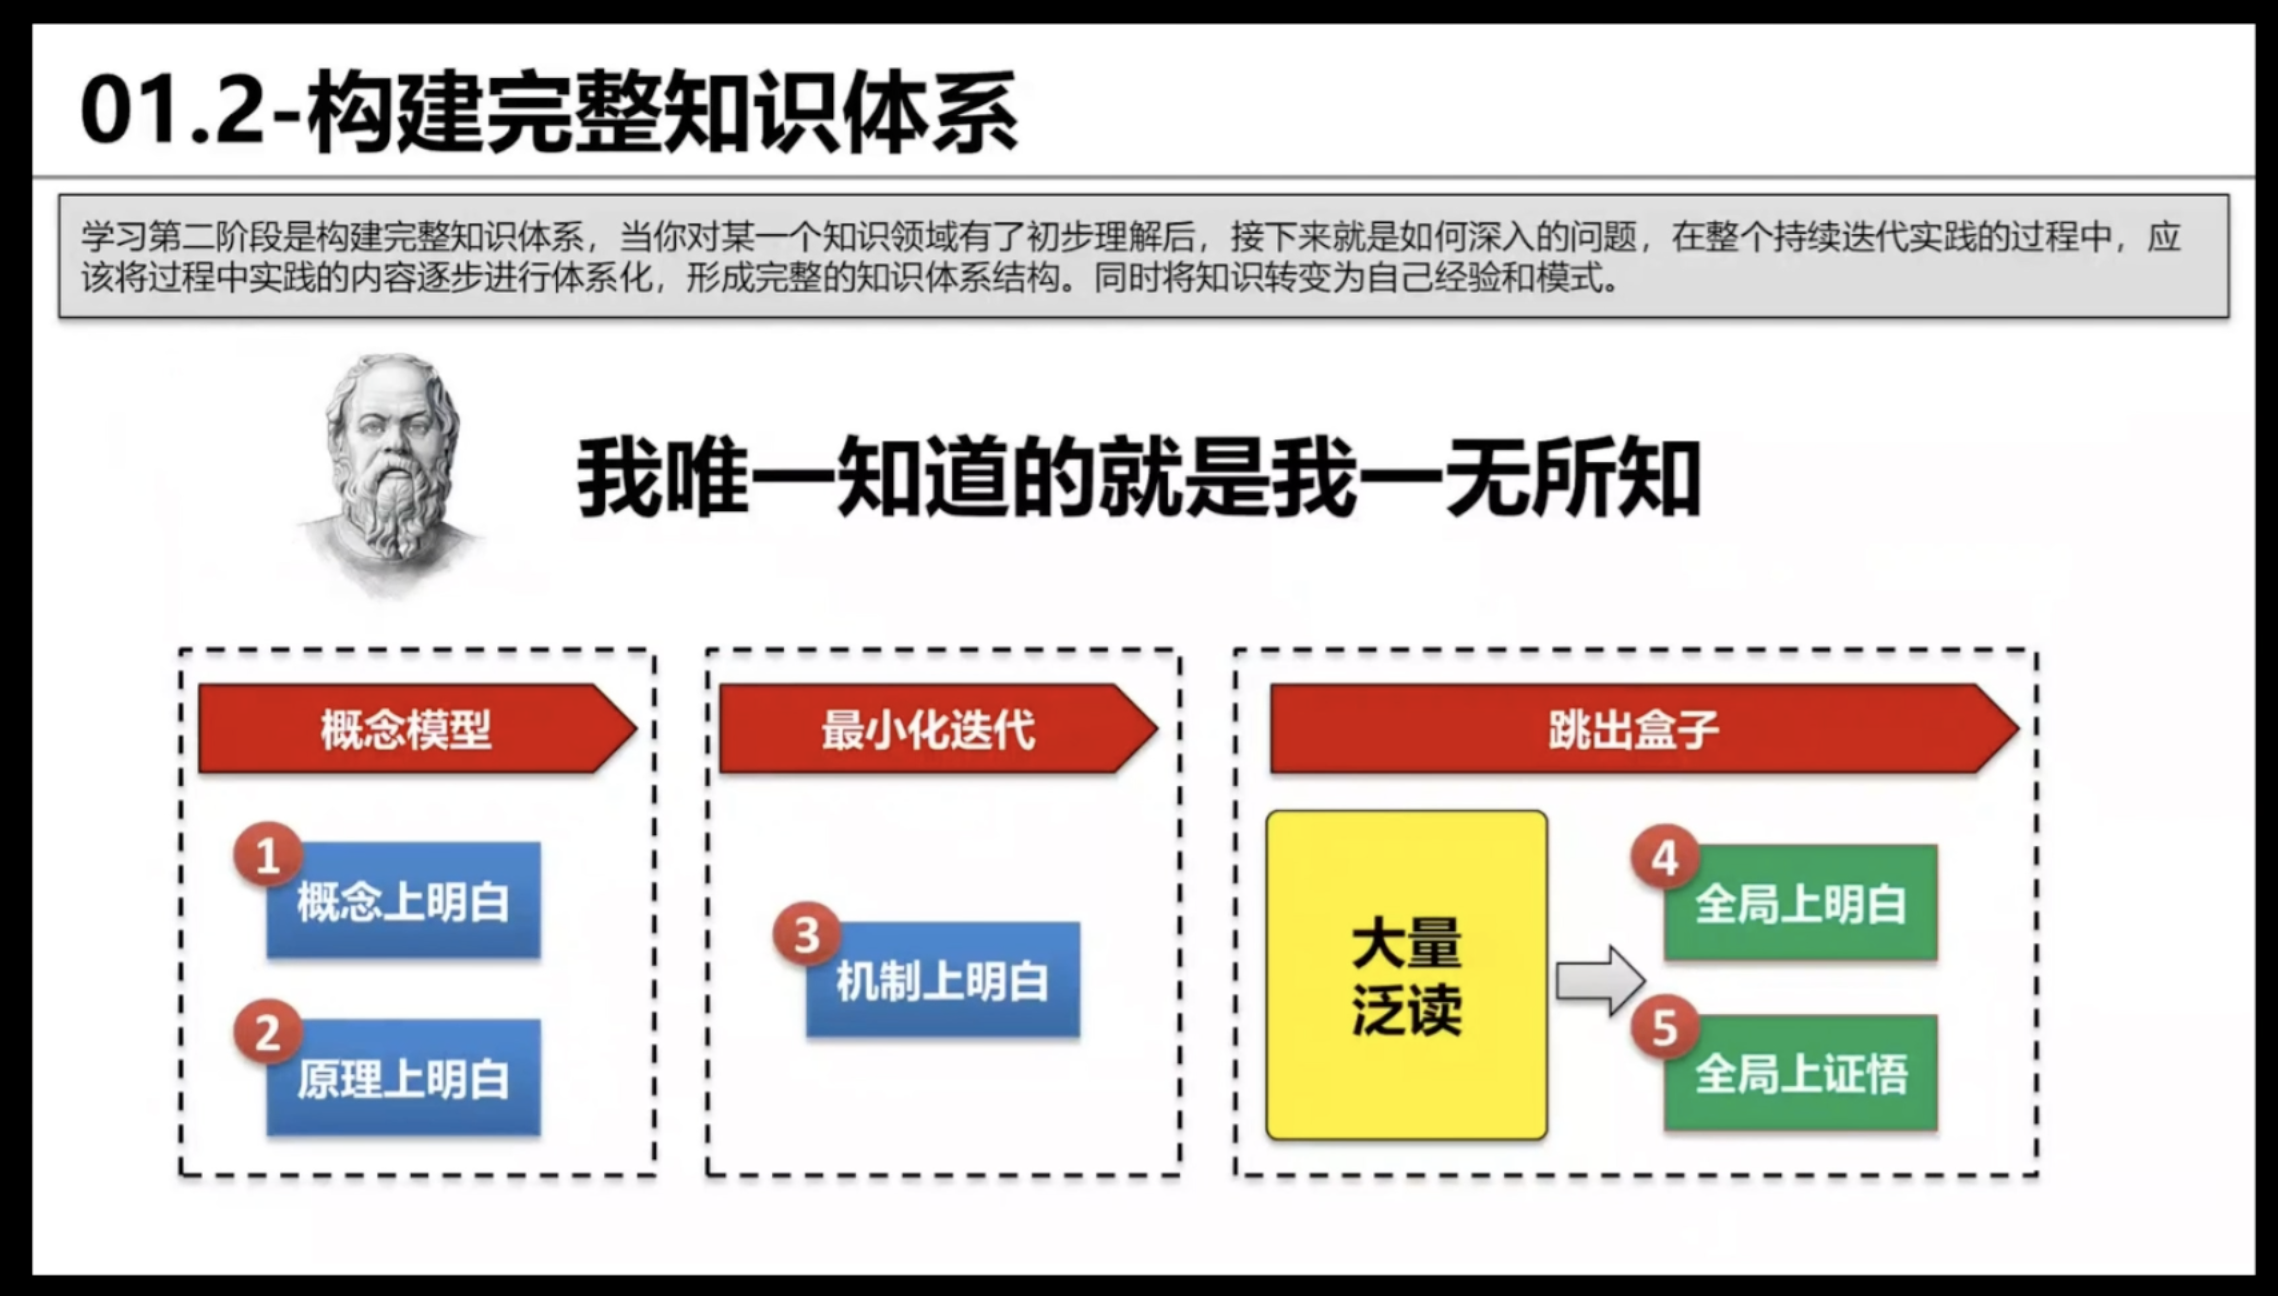 01.2-构建完整知识体系
学习第二阶段是构建完整知识体系，当你对某一个知识领域有了初步理解后，接下来就是如何深入的问题，在整个持续迭代实践的过程中，应
该将过程中实践的内容逐步进行体系化，形成完整的知识体系结构。同时将知识转变为自己经验和模式。
我唯一知道的就是我一无所知
概念模型
1
概念上明白
2
原理上明白
最小化迭代
3
机制上明白
跳出盒子
大量
泛读
4
全局上明白
5
全局上证悟